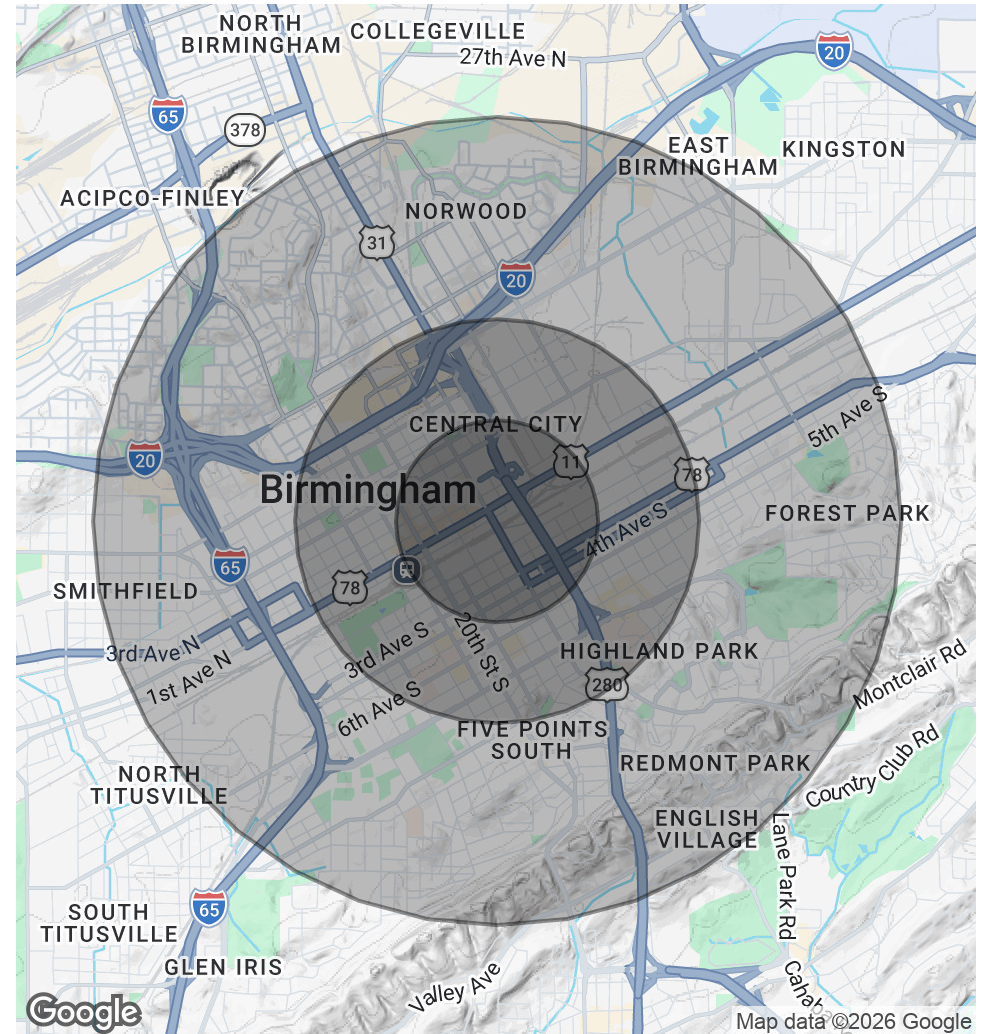 NORTH
BIRMINGHAM
COLLEGEVILLE
27th Ave N
20
65
378
EAST
BIRMINGHAM
KINGSTON
ACIPCO-FINLEY
NORWOOD
31
20
CENTRAL CITY
5th Ave S
20
11
78
Birmingham
4th Ave S
FOREST PARK
65
78
SMITHFIELD
3rd Ave N
1st Ave N
3rd Ave S
20th St S
HIGHLAND PARK
280
Montclair Rd
6th Ave S
FIVE POINTS
SOUTH
REDMONT PARK
NORTH
TITUSVILLE
Country Club Rd
ENGLISH
VILLAGE
Lane Park Rd
65
SOUTH
TITUSVILLE
GLEN IRIS
Valley Ave
Google
Map data ©2026 Google